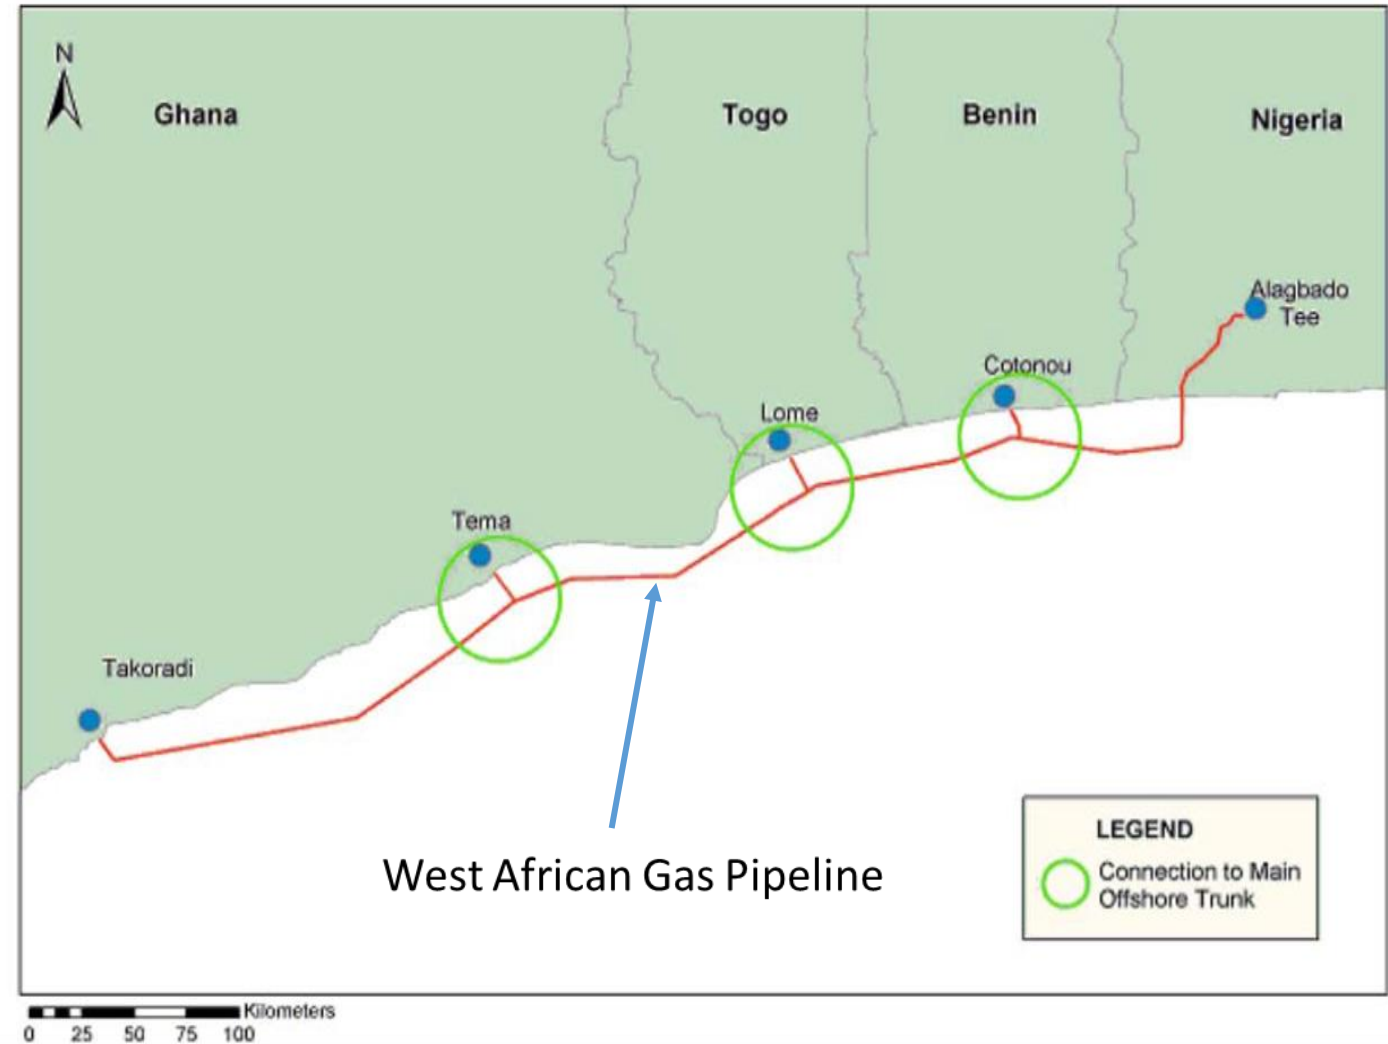 N
Ghana
Togo
Benin
Nigeria
Alagbado
Tee
Cotonou
Lome
Tema
Takoradi
West African Gas Pipeline
LEGEND
Connection to Main
Offshore Trunk
Kilometers
0 25 50 75 100